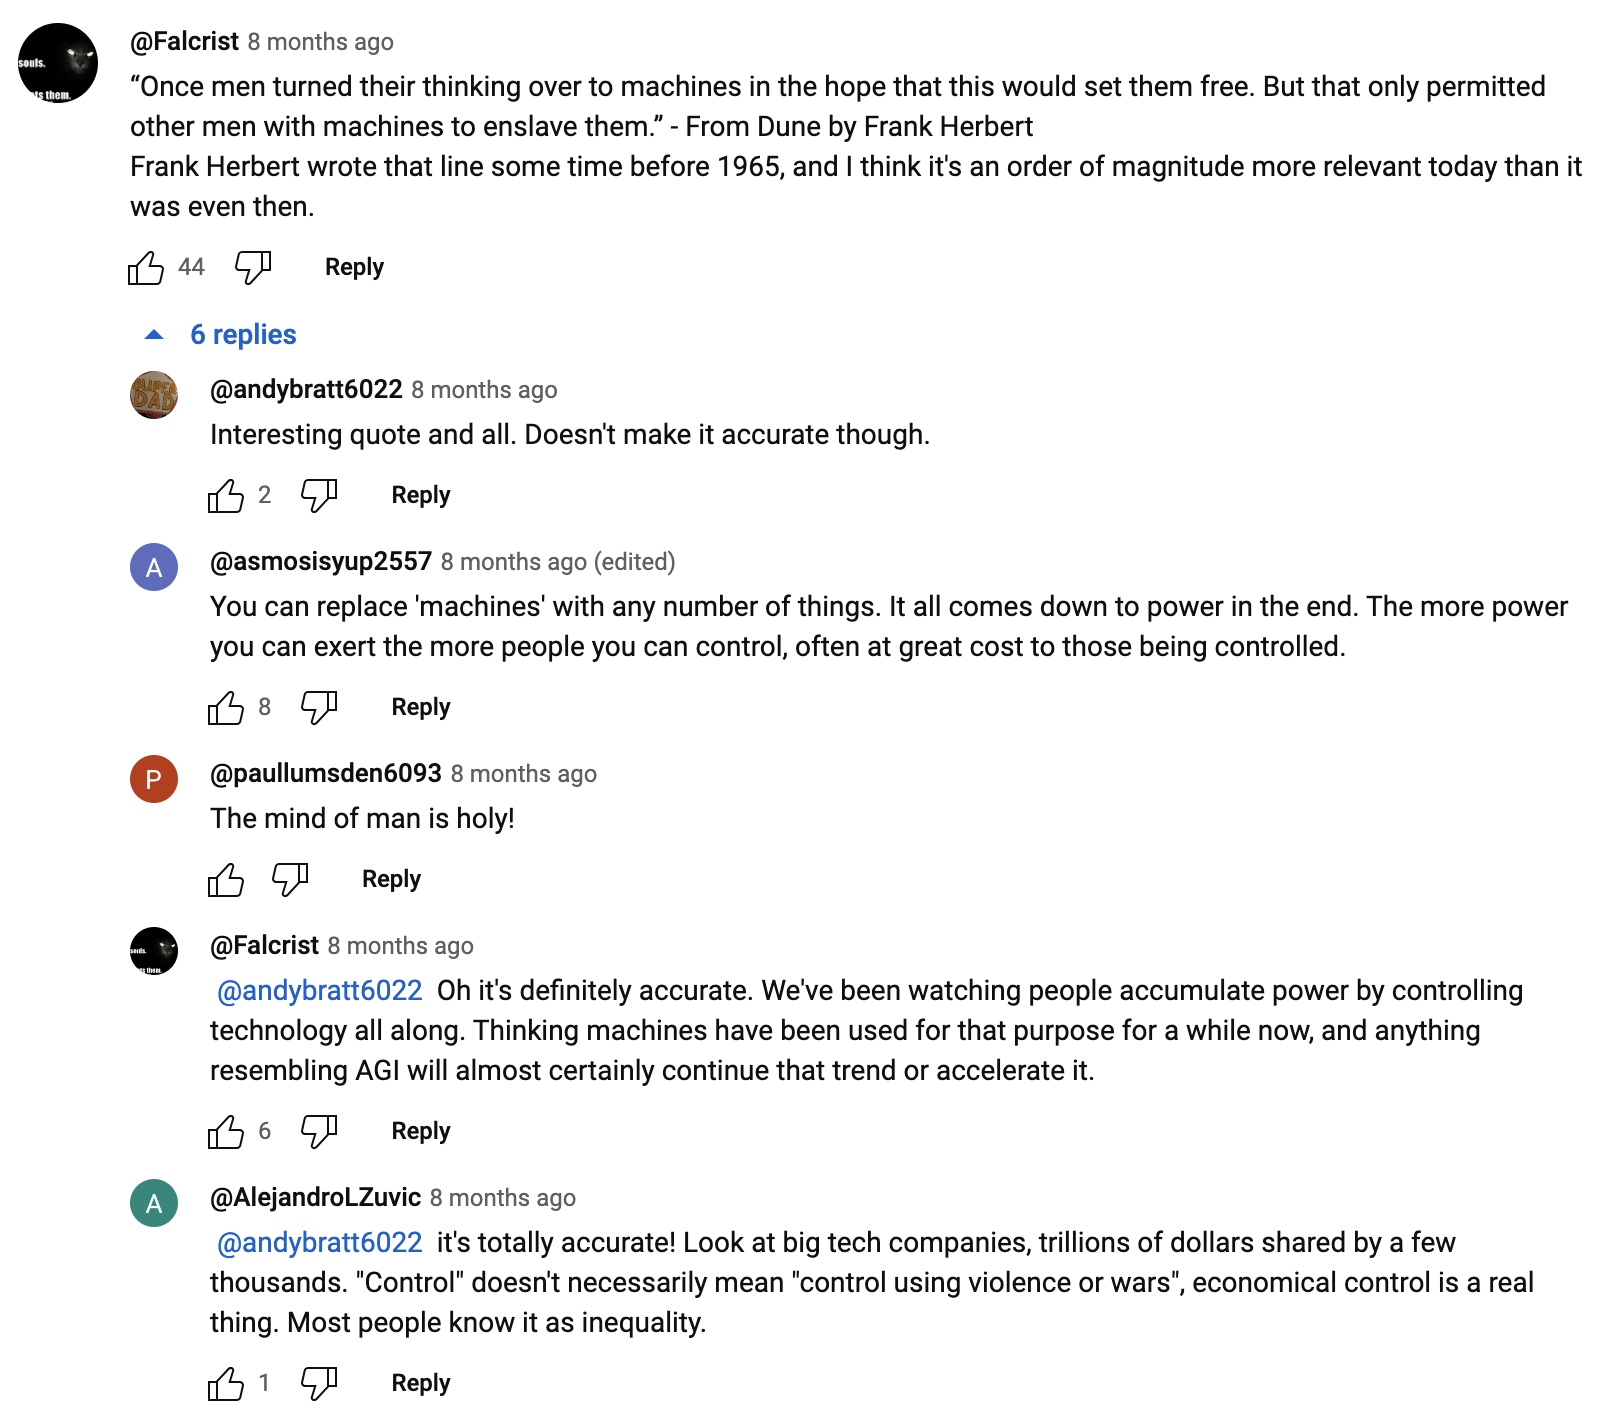 souls.
ts them.
@Falcrist 8 months ago
“Once men turned their thinking over to machines in the hope that this would set them free. But that only permitted
other men with machines to enslave them.” - From Dune by Frank Herbert
Frank Herbert wrote that line some time before 1965, and I think it's an order of magnitude more relevant today than it
was even then.
44 Reply
6 replies
SUPER
DAD
@andybratt6022 8 months ago
Interesting quote and all. Doesn't make it accurate though.
2 Reply
A
@asmosisyup2557 8 months ago (edited)
You can replace 'machines' with any number of things. It all comes down to power in the end. The more power
you can exert the more people you can control, often at great cost to those being controlled.
8 Reply
P
@paullumsden6093 8 months ago
The mind of man is holy!
Reply
souls.
ts them.
@Falcrist 8 months ago
@andybratt6022 Oh it's definitely accurate. We've been watching people accumulate power by controlling
technology all along. Thinking machines have been used for that purpose for a while now, and anything
resembling AGI will almost certainly continue that trend or accelerate it.
6 Reply
A
@AlejandroLZuvic 8 months ago
@andybratt6022 it's totally accurate! Look at big tech companies, trillions of dollars shared by a few
thousands. "Control" doesn't necessarily mean "control using violence or wars", economical control is a real
thing. Most people know it as inequality.
1 Reply